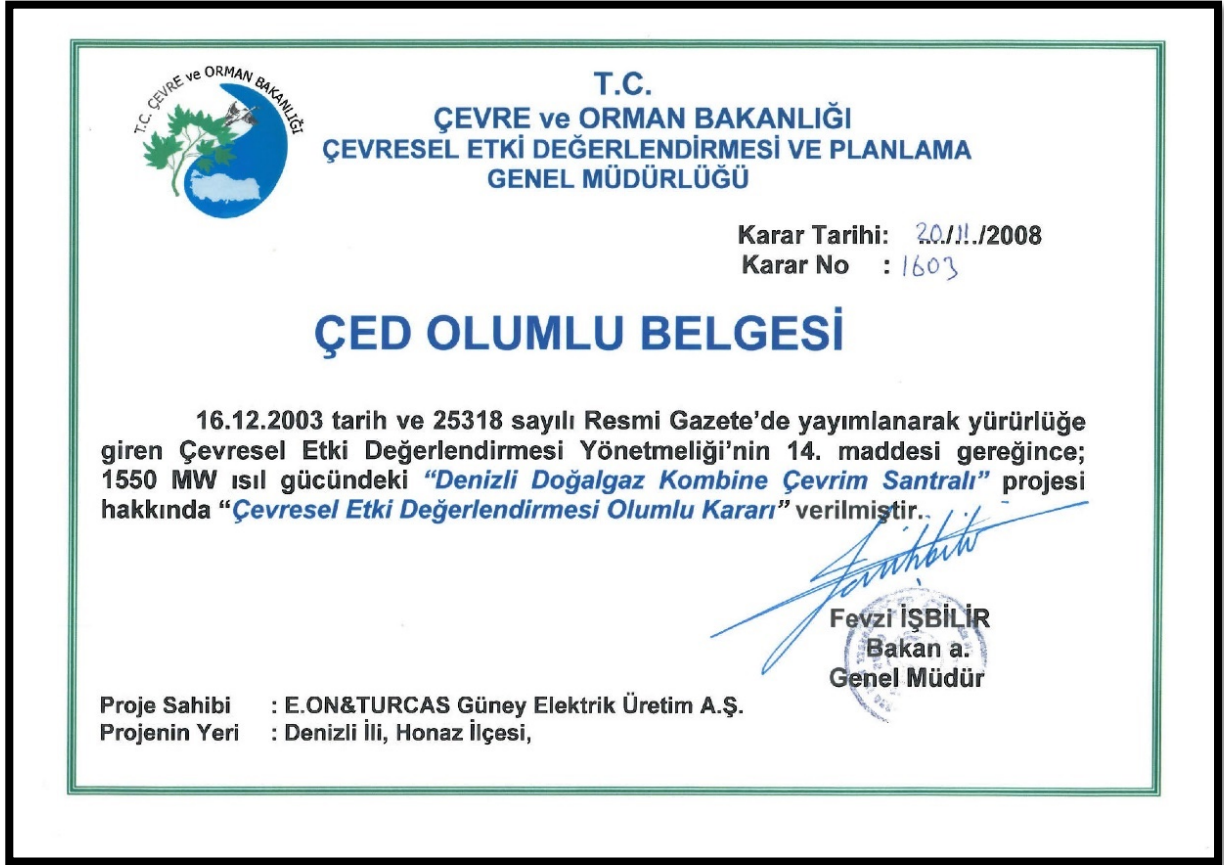 T.C. ÇEVRE ve ORMAN BAKANLIĞI
T.C.
ÇEVRE ve ORMAN BAKANLIĞI
ÇEVRESEL ETKİ DEĞERLENDİRMESİ VE PLANLAMA
GENEL MÜDÜRLÜĞÜ
Karar Tarihi: 20/11/2008
Karar No : 1603
ÇED OLUMLU BELGESİ
16.12.2003 tarih ve 25318 sayılı Resmi Gazete’de yayımlanarak yürürlüğe
giren Çevresel Etki Değerlendirmesi Yönetmeliği’nin 14. maddesi gereğince;
1550 MW ısıl gücündeki “Denizli Doğalgaz Kombine Çevrim Santralı” projesi
hakkında “Çevresel Etki Değerlendirmesi Olumlu Kararı” verilmiştir.
Fevzi İŞBİLİR
Bakan a.
Genel Müdür
Proje Sahibi : E.ON&TURCAS Güney Elektrik Üretim A.Ş.
Projenin Yeri : Denizli İli, Honaz İlçesi,